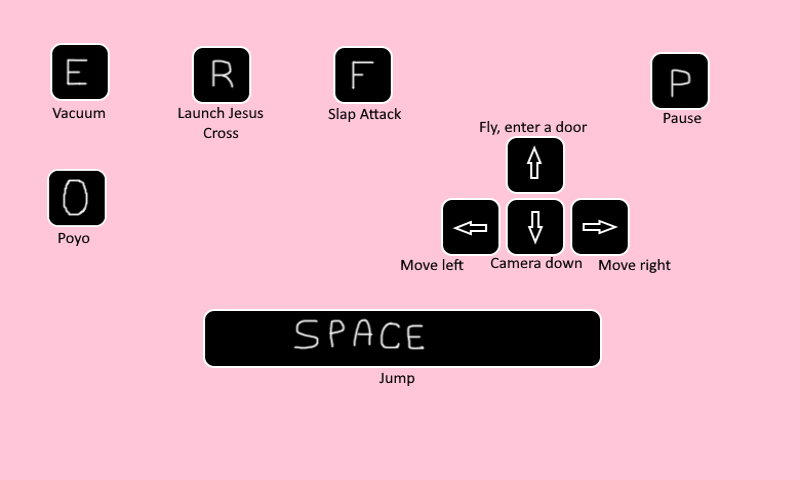 E
Vacuum
R
Launch Jesus
Cross
F
Slap Attack
P
Pause
O
Poyo
Fly, enter a door
Move left
Camera down
Move right
SPACE
Jump